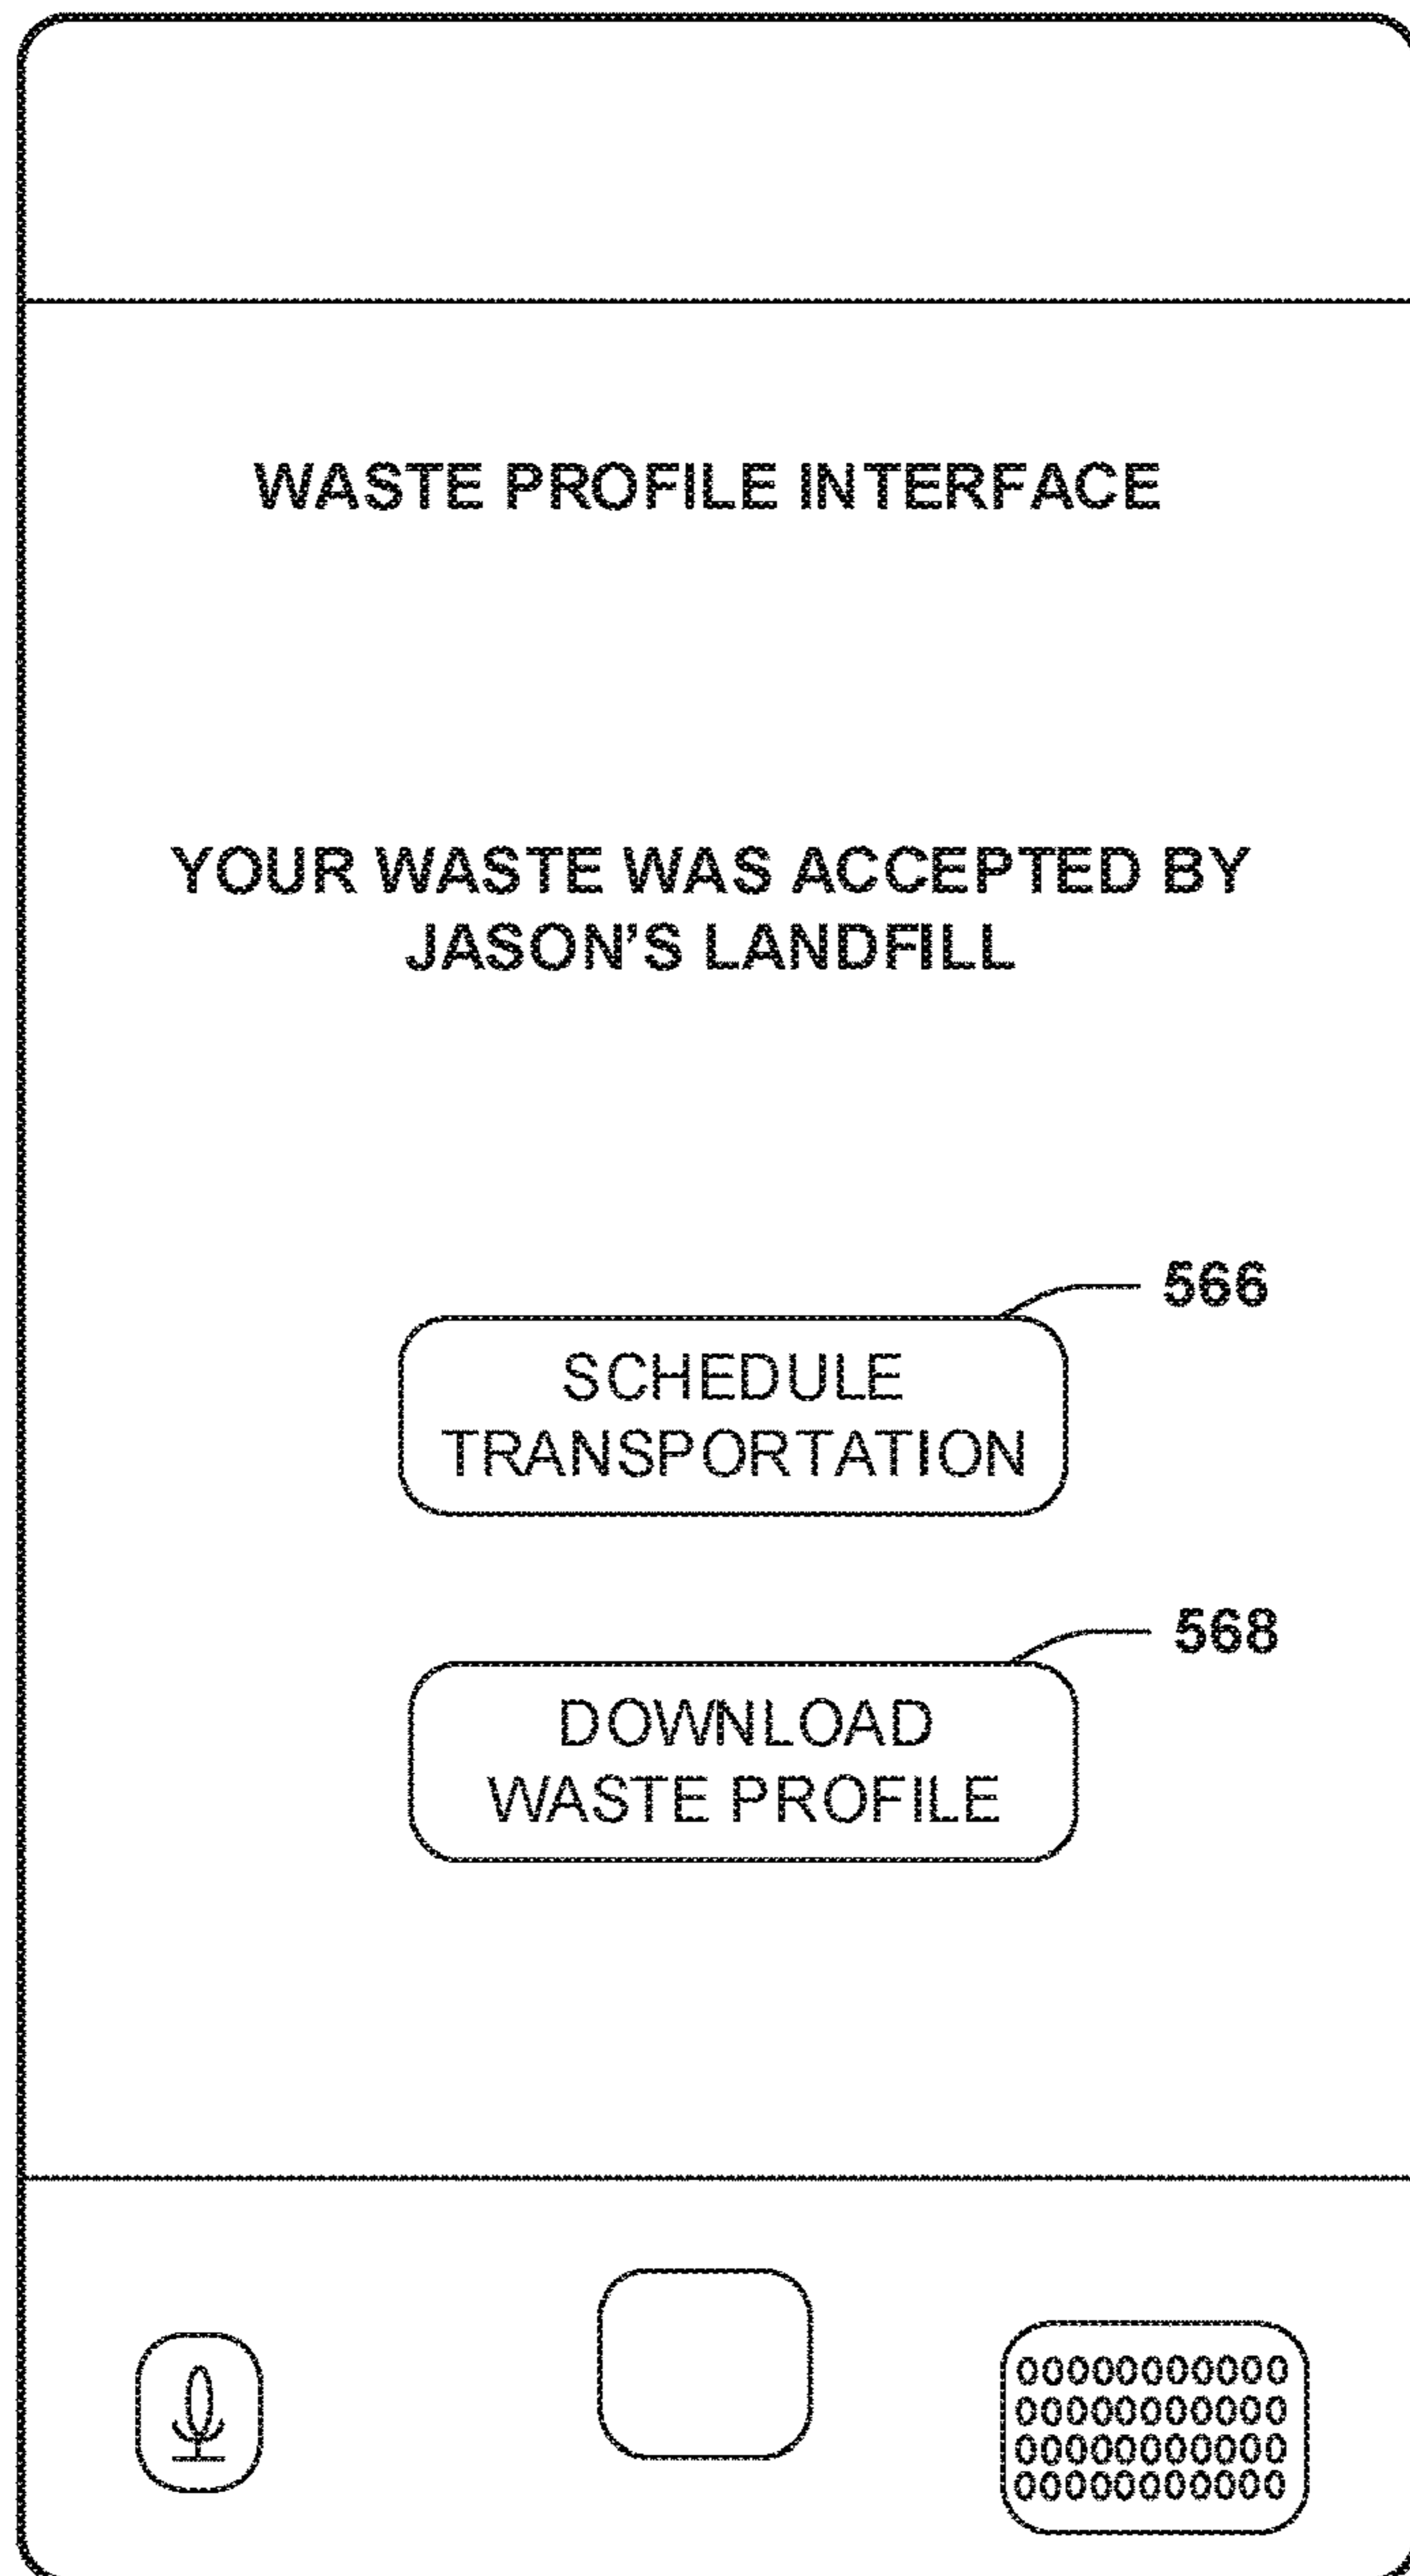 WASTE PROFILE INTERFACE
YOUR WASTE WAS ACCEPTED BY
JASON'S LANDFILL
566
SCHEDULE
TRANSPORTATION
568
DOWNLOAD
WASTE PROFILE